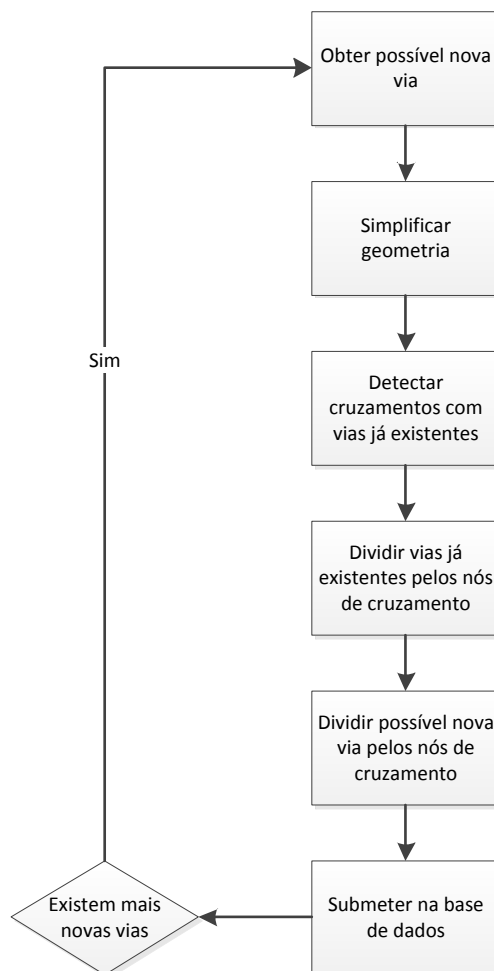 Obter possível nova
via
Simplificar
geometria
Sim
Detectar
cruzamentos com
vias já existentes
Dividir vias já
existentes pelos nós
de cruzamento
Dividir possível nova
via pelos nós de
cruzamento
Existem mais
novas vias
Submeter na base
de dados